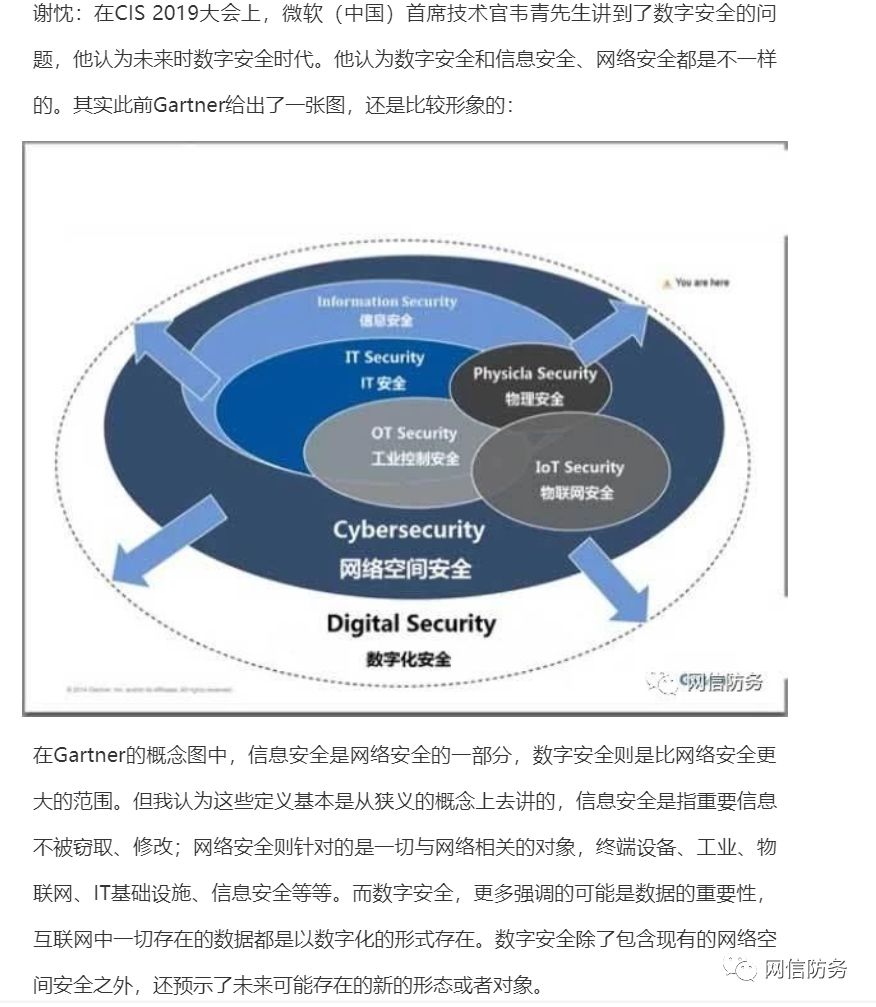 谢忱：在CIS 2019大会上，微软（中国）首席技术官韦青先生讲到了数字安全的问
题，他认为未来时数字安全时代。他认为数字安全和信息安全、网络安全都是不一样
的。其实此前Gartner给出了一张图，还是比较形象的：
You are here
Information Security
信息安全
IT Security
IT 安全
Physicla Security
物理安全
OT Security
工业控制安全
IoT Security
物联网安全
Cybersecurity
网络空间安全
Digital Security
数字化安全
© 2014 Gartner, Inc. and/or its affiliates. All rights reserved.
网信防务
在Gartner的概念图中，信息安全是网络安全的一部分，数字安全则是比网络安全更
大的范围。但我认为这些定义基本是从狭义的概念上去讲的，信息安全是指重要信息
不被窃取、修改；网络安全则针对的是一切与网络相关的对象，终端设备、工业、物
联网、IT基础设施、信息安全等等。而数字安全，更多强调的可能是数据的重要性，
互联网中一切存在的数据都是以数字化的形式存在。数字安全除了包含现有的网络空
间安全之外，还预示了未来可能存在的新的形态或者对象。
网信防务